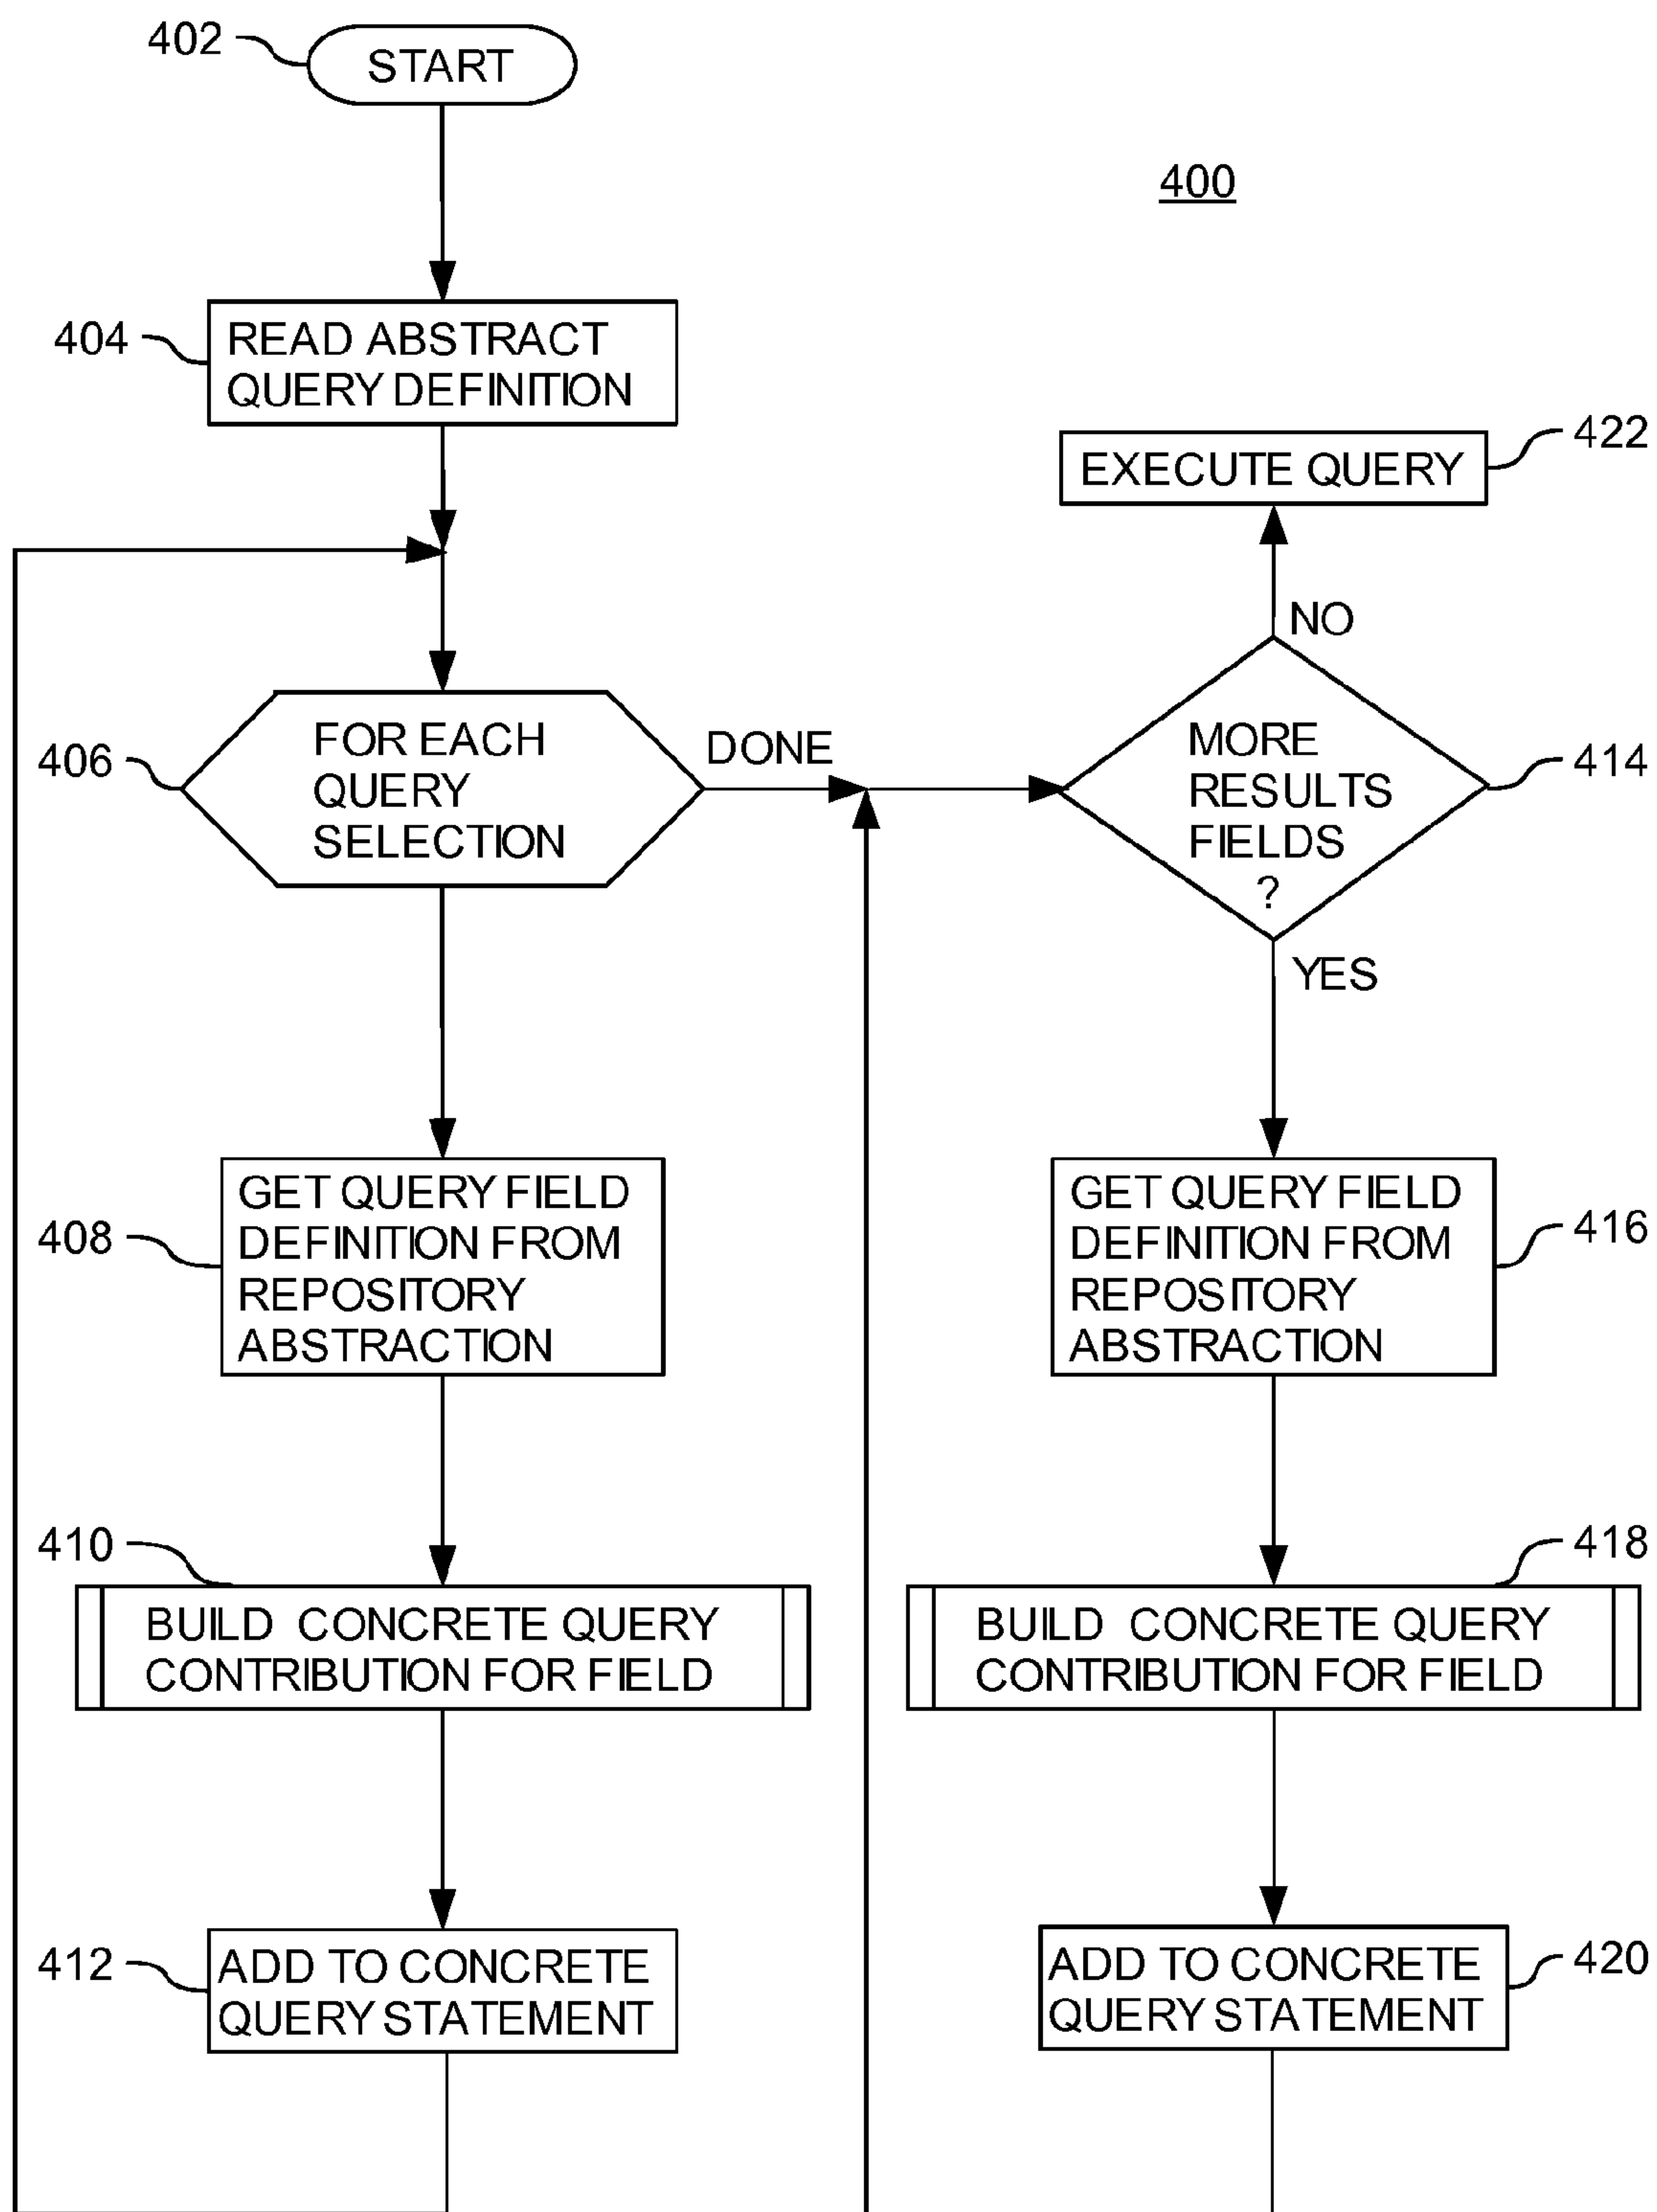 402
START
400
404
READ ABSTRACT
QUERY DEFINITION
422
EXECUTE QUERY
NO
406
FOR EACH
QUERY
SELECTION
DONE
MORE
RESULTS
FIELDS
?
414
YES
408
GET QUERY FIELD
DEFINITION FROM
REPOSITORY
ABSTRACTION
GET QUERY FIELD
DEFINITION FROM
REPOSITORY
ABSTRACTION
416
410
BUILD CONCRETE QUERY
CONTRIBUTION FOR FIELD
418
BUILD CONCRETE QUERY
CONTRIBUTION FOR FIELD
412
ADD TO CONCRETE
QUERY STATEMENT
ADD TO CONCRETE
QUERY STATEMENT
420